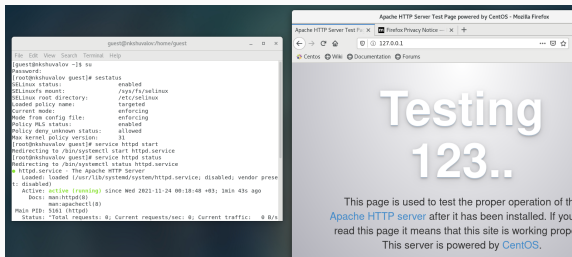 guest@nkshuvalov:/home/guest
File Edit View Search Terminal Help
[guest@nkshuvalov ~]$ su
Password:
[root@nkshuvalov guest]# sestatus
SELinux status: enabled
SELinuxfs mount: /sys/fs/selinux
SELinux root directory: /etc/selinux
Loaded policy name: targeted
Current mode: enforcing
Mode from config file: enforcing
Policy MLS status: enabled
Policy deny_unknown status: allowed
Max kernel policy version: 31
[root@nkshuvalov guest]# service httpd start
Redirecting to /bin/systemctl start httpd.service
[root@nkshuvalov guest]# service httpd status
Redirecting to /bin/systemctl status httpd.service
● httpd.service - The Apache HTTP Server
Loaded: loaded (/usr/lib/systemd/system/httpd.service; disabled; vendor prese
t: disabled)
Active: active (running) since Wed 2021-11-24 00:10:48 +03; 1min 43s ago
Docs: man:httpd(8)
man:apachectl(8)
Main PID: 5161 (httpd)
Status: "Total requests: 0; Current requests/sec: 0; Current traffic: 0 B/s
Apache HTTP Server Test Page powered by CentOS - Mozilla Firefox
Apache HTTP Server Test Pa × Firefox Privacy Notice — × +
127.0.0.1
Centos Wiki Documentation Forums
Testing
123..
This page is used to test the proper operation of th
Apache HTTP server after it has been installed. If you
read this page it means that this site is working prope
This server is powered by CentOS.